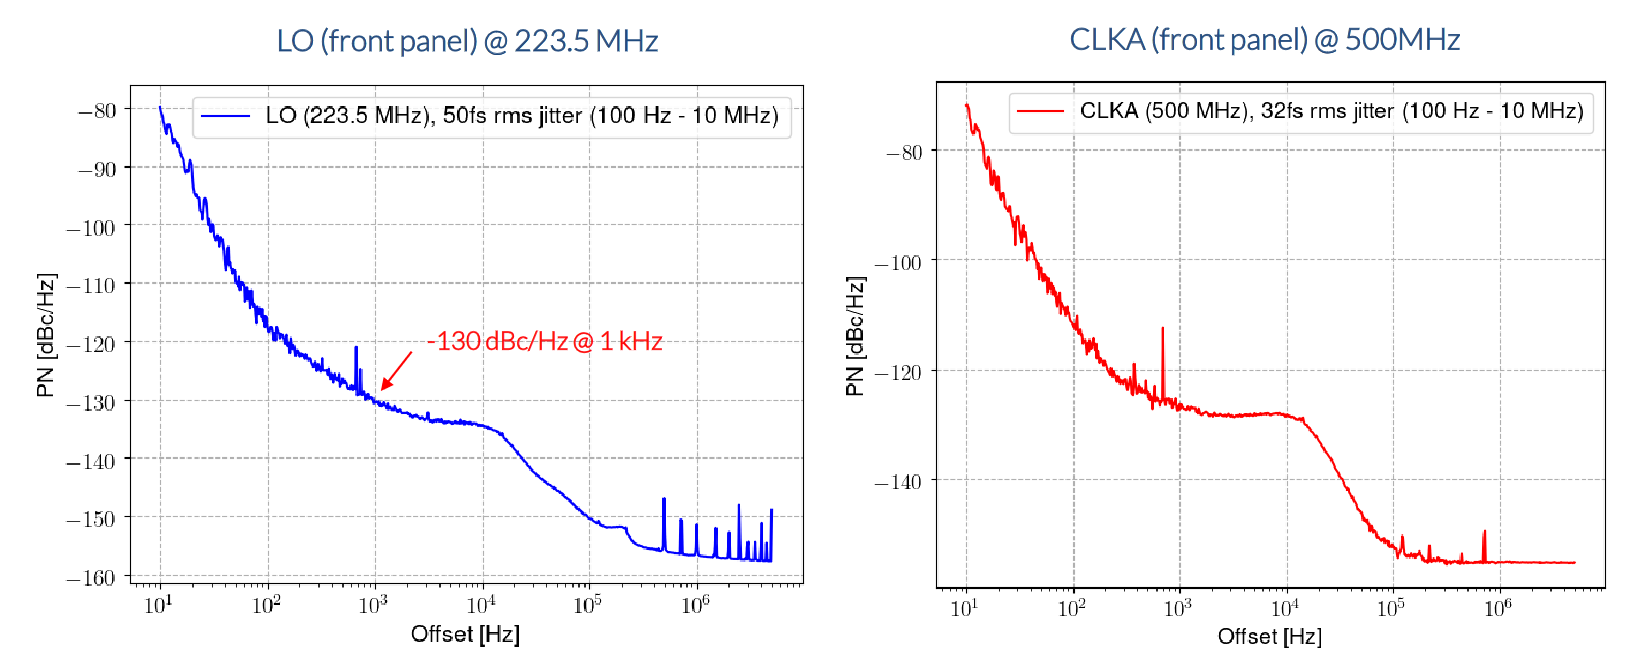 LO (front panel) @ 223.5 MHz
LO (223.5 MHz), 50fs rms jitter (100 Hz - 10 MHz)
-130 dBc/Hz @ 1 kHz
PN [dBc/Hz]
−80
−90
−100
−110
−120
−130
−140
−150
−160
10¹ 10² 10³ 10⁴ 10⁵ 10⁶
Offset [Hz]
CLKA (front panel) @ 500MHz
CLKA (500 MHz), 32fs rms jitter (100 Hz - 10 MHz)
PN [dBc/Hz]
−80
−100
−120
−140
10¹ 10² 10³ 10⁴ 10⁵ 10⁶
Offset [Hz]